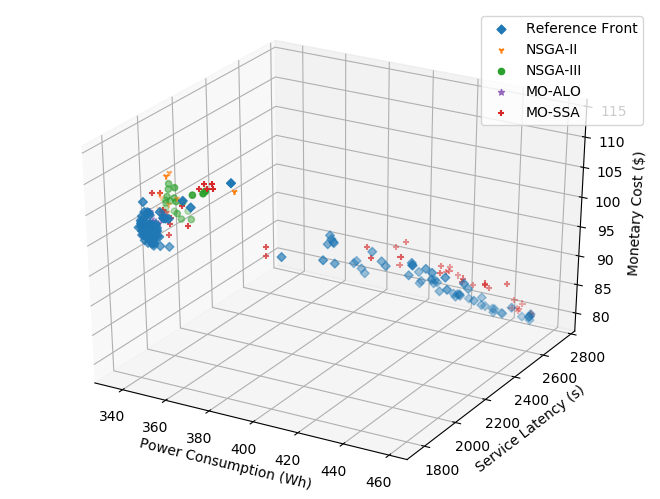 Reference Front
NSGA-II
NSGA-III
MO-ALO
MO-SSA
115
110
105
100
95
90
85
80
Monetary Cost ($)
2800
2600
2400
2200
2000
1800
Service Latency (s)
340
360
380
400
420
440
460
Power Consumption (Wh)